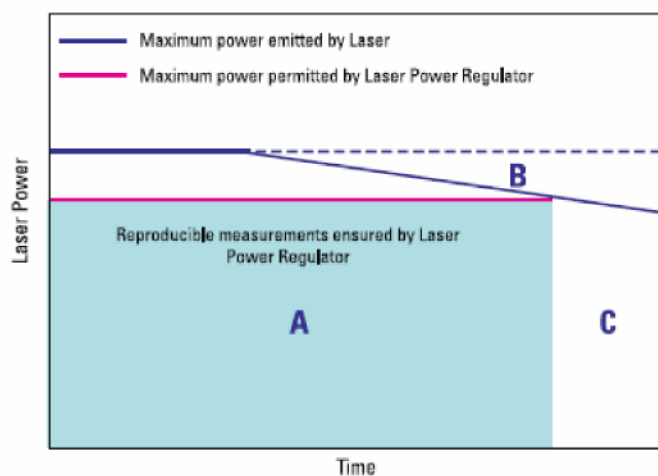 Maximum power emitted by Laser
Maximum power permitted by Laser Power Regulator
Laser Power
B
Reproducible measurements ensured by Laser
Power Regulator
A
C
Time